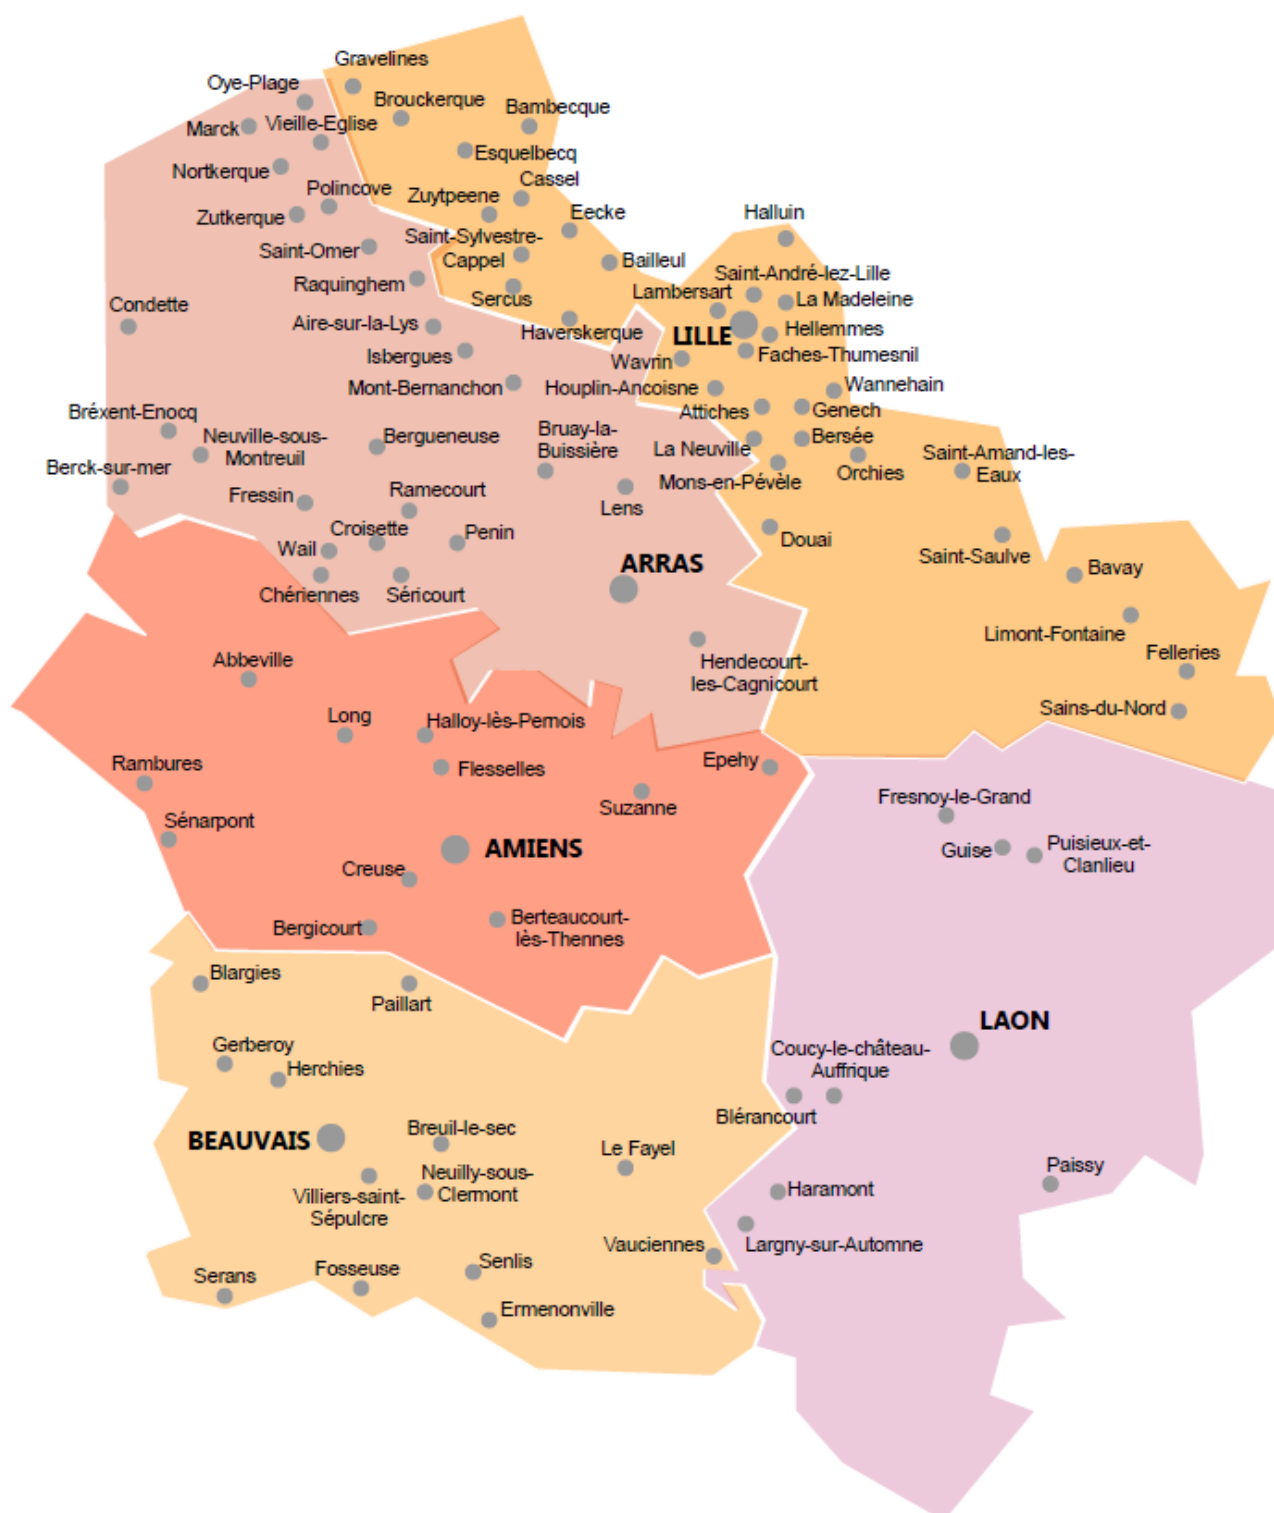 Gravelines
Oye-Plage
Brouckerque
Bambecque
Marck
Vieille-Eglise
Esquelbecq
Nortkerque
Cassel
Polincove
Zuytpeene
Zutkerque
Eecke
Halluin
Saint-Omer
Saint-Sylvestre-
Cappel
Bailleul
Saint-André-lez-Lille
Raquinghem
Sercus
Lambersart
La Madeleine
Condette
Aire-sur-la-Lys
Haverskerque
LILLE
Hellemmes
Isbergues
Wavrin
Faches-Thumesnil
Mont-Bernanchon
Houplin-Ancoisne
Wannehain
Bréxent-Enocq
Attiches
Genech
Neuville-sous-
Montreuil
Bergueneuse
Bruay-la-
Buissière
La Neuville
Bersée
Berck-sur-mer
Mons-en-Pévèle
Orchies
Saint-Amand-les-
Eaux
Fressin
Ramecourt
Lens
Croisette
Penin
Douai
Wail
Saint-Saulve
ARRAS
Bavay
Chériennes
Séricourt
Limont-Fontaine
Abbeville
Hendecourt-
les-Cagnicourt
Felleries
Long
Halloy-lès-Pernois
Sains-du-Nord
Rambures
Flesselles
Epehy
Suzanne
Fresnoy-le-Grand
Sénarpont
AMIENS
Guise
Puisieux-et-
Clanlieu
Creuse
Bergicourt
Berteaucourt-
lès-Thennes
Blargies
Paillart
LAON
Gerberoy
Herchies
Coucy-le-château-
Auffrique
Blérancourt
BEAUVAIS
Breuil-le-sec
Le Fayel
Neuilly-sous-
Clermont
Paissy
Villiers-saint-
Sépulcre
Haramont
Vauciennes
Largny-sur-Automne
Serans
Fosseuse
Senlis
Ermenonville